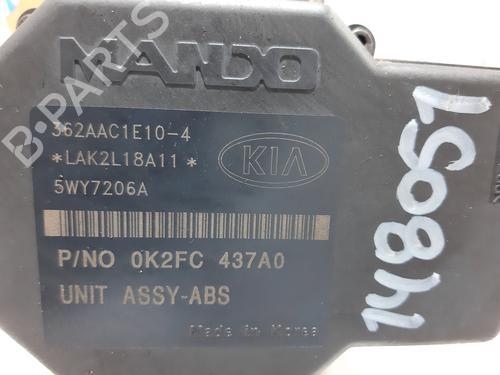 MANDO
362AAC1E10-4
*LAK2L18A11*
5WY7206A
KIA
P/NO 0K2FC 437A0
UNIT ASSY-ABS
Made in Korea
148051
B-PARTS